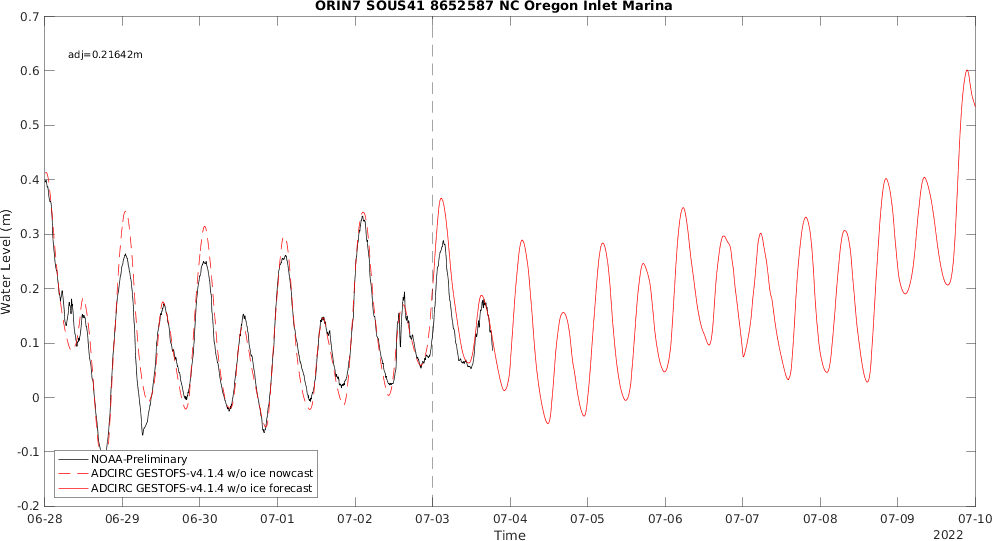 ORIN7 SOUS41 8652587 NC Oregon Inlet Marina
adj=0.21642m
0.7
0.6
0.5
0.4
0.3
0.2
0.1
0
-0.1
-0.2
Water Level (m)
NOAA-Preliminary
ADCIRC GESTOFS-v4.1.4 w/o ice nowcast
ADCIRC GESTOFS-v4.1.4 w/o ice forecast
06-28 06-29 06-30 07-01 07-02 07-03 07-04 07-05 07-06 07-07 07-08 07-09 07-10
Time
2022